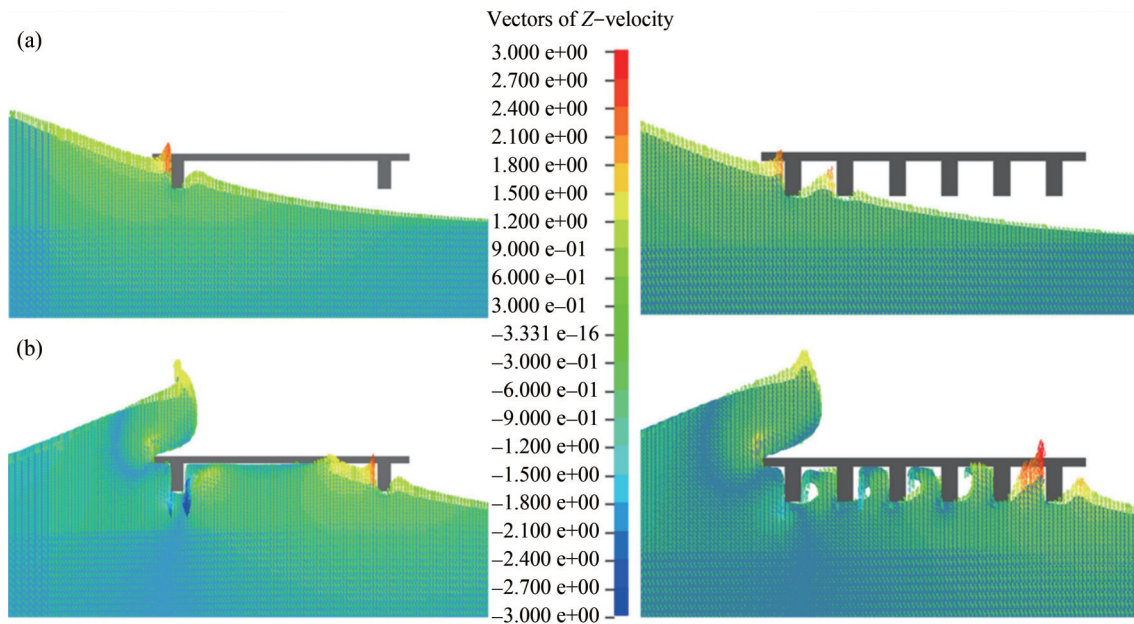 Vectors of Z−velocity
(a)
3.000 e+00
2.700 e+00
2.400 e+00
2.100 e+00
1.800 e+00
1.500 e+00
1.200 e+00
9.000 e−01
6.000 e−01
3.000 e−01
−3.331 e−16
(b)
−3.000 e−01
−6.000 e−01
−9.000 e−01
−1.200 e+00
−1.500 e+00
−1.800 e+00
−2.100 e+00
−2.400 e+00
−2.700 e+00
−3.000 e+00